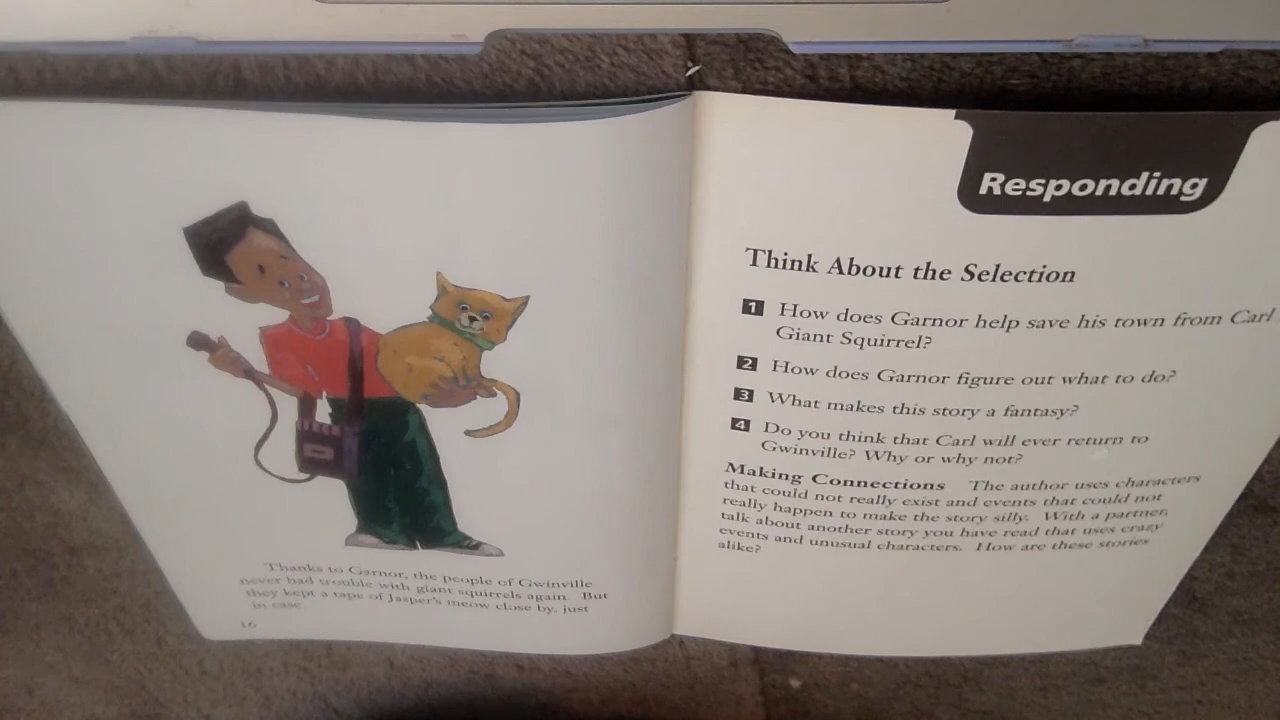 Thanks to Garnor, the people of Gwinville
never had trouble with giant squirrels again. But
they kept a tape of Jasper's meow close by, just
in case
16
Responding
Think About the Selection
1 How does Garnor help save his town from Carl
Giant Squirrel?
2 How does Garnor figure out what to do?
3 What makes this story a fantasy?
4 Do you think that Carl will ever return to
Gwinville? Why or why not?
Making Connections The author uses characters
that could not really exist and events that could not
really happen to make the story silly. With a partner,
talk about another story you have read that uses crazy
events and unusual characters. How are these stories
alike?